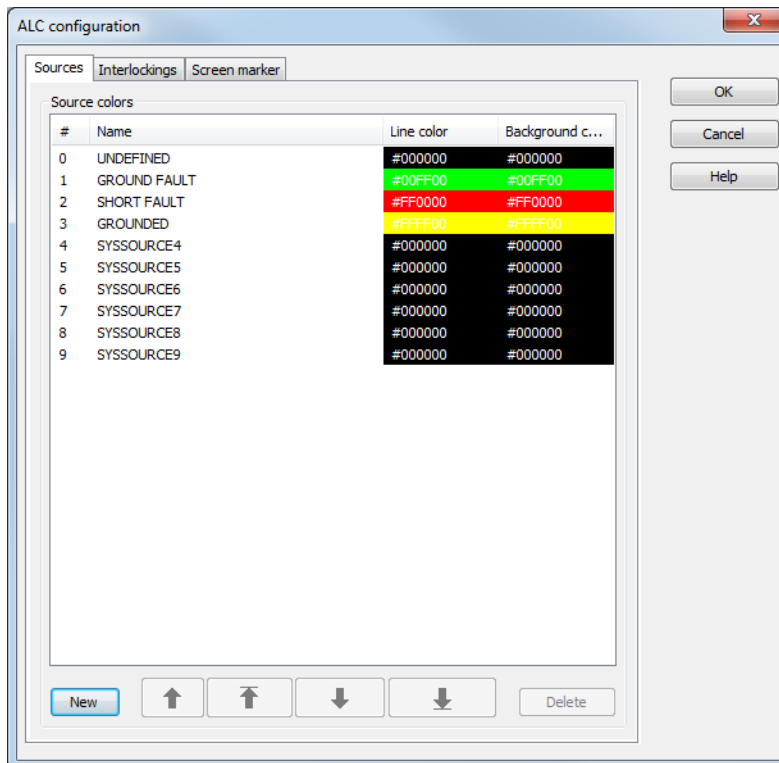 ALC configuration
Sources Interlockings Screen marker
Source colors
# Name Line color Background c...
0 UNDEFINED #000000 #000000
1 GROUND FAULT #00FF00 #00FF00
2 SHORT FAULT #FF0000 #FF0000
3 GROUNDED #FFFF00 #FFFF00
4 SYSSOURCE4 #000000 #000000
5 SYSSOURCE5 #000000 #000000
6 SYSSOURCE6 #000000 #000000
7 SYSSOURCE7 #000000 #000000
8 SYSSOURCE8 #000000 #000000
9 SYSSOURCE9 #000000 #000000
New Delete
OK
Cancel
Help